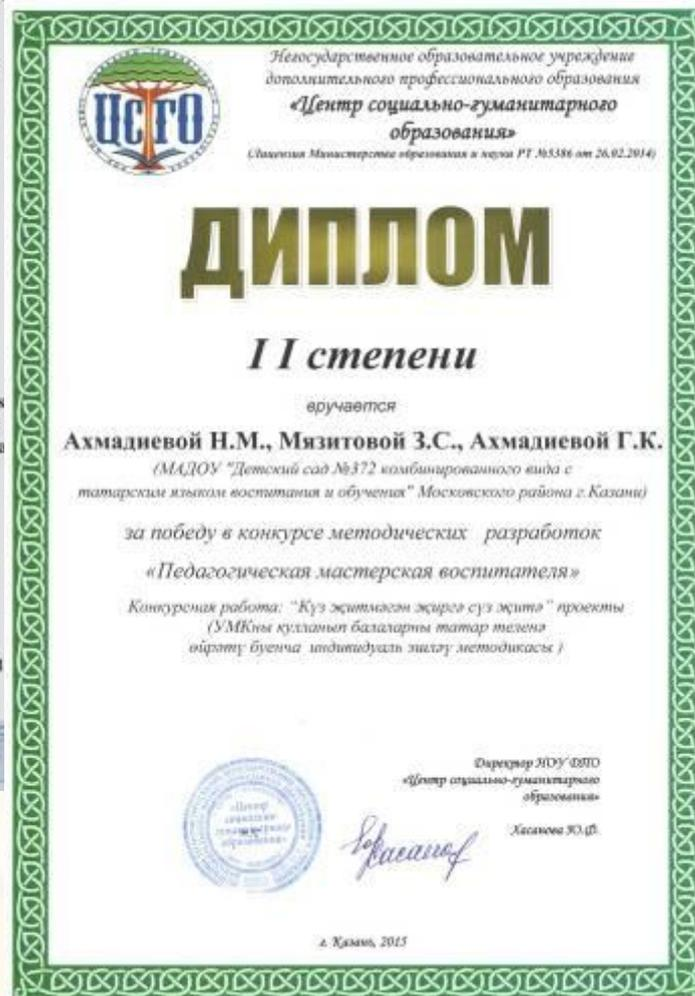 ЦСГО
Негосударственное образовательное учреждение
дополнительного профессионального образования
«Центр социально-гуманитарного
образования»
(Лицензия Министерства образования и науки РТ №5386 от 26.02.2014)
ДИПЛОМ
I I степени
вручается
Ахмадиевой Н.М., Мязитовой З.С., Ахмадиевой Г.К.
(МАДОУ "Детский сад №372 комбинированного вида с
татарским языком воспитания и обучения" Московского района г.Казани)
за победу в конкурсе методических разработок
«Педагогическая мастерская воспитателя»
Конкурсная работа: "Күз җитмәгән җиргә сүз җитә" проекты
(УМКны кулланып балаларны татар теленә
өйрәтү буенча индивидуаль эшләү методикасы )
Директор НОУ ДПО
«Центр социально-гуманитарного
образования»
Хасанова Ю.Ф.
«Центр
социально-
гуманитарного
образования»
г. Казань, 2015